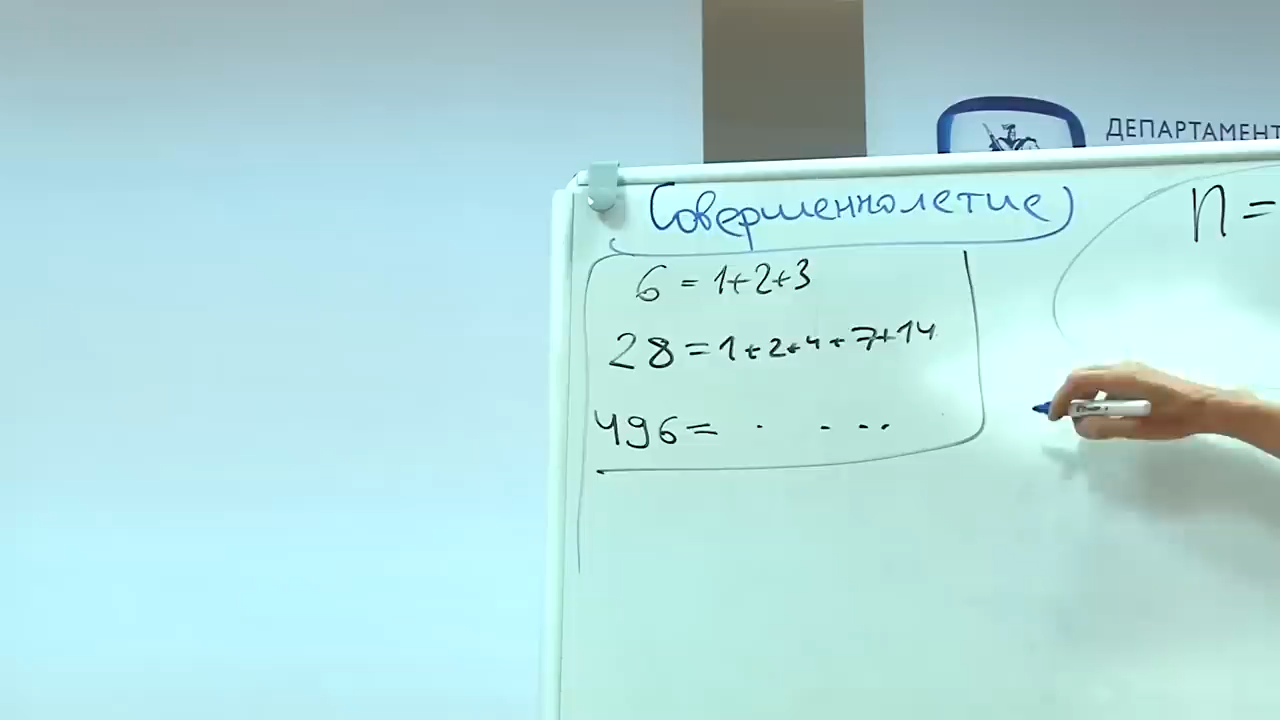 ДЕПАРТАМЕНТ
Совершеннолетие
n =
6 = 1+2+3
28 = 1+2+4+7+14
496 = . . . . .